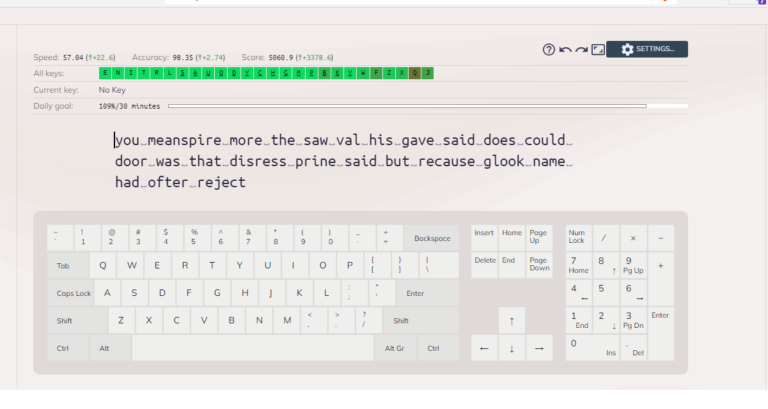 SETTINGS...
Speed: 57.04 (↑+22.6) Accuracy: 98.35 (↑+2.74) Score: 5060.9 (↑+3378.6)
All keys: E N I T R L S A U O D Y C H G M P B K V W F Z X Q J
Current key: No Key
Daily goal: 109%/30 minutes
you meanspire more the saw val his gave said does could
door was that disress prine said but recause glook name
had ofter reject
~ ` ! 1 @ 2 # 3 $ 4 % 5 ^ 6 & 7 * 8 ( 9 ) 0 _ - + = Backspace Insert Home Page Up Num Lock / × −
Tab Q W E R T Y U I O P { [ } ] | \ Delete End Page Down 7 Home 8 ↑ 9 Pg Up +
Caps Lock A S D F G H J K L : ; " ' Enter 4 ← 5 6 →
Shift Z X C V B N M < , > . ? / Shift ↑ 1 End 2 ↓ 3 Pg Dn Enter
Ctrl Alt Alt Gr Ctrl ← ↓ → 0 Ins . Del